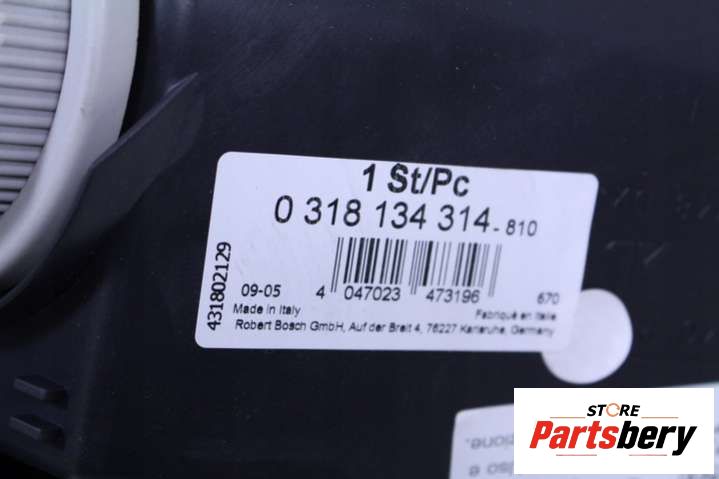 1 St/Pc
0 318 134 314-810
431802129
09-05
4 047023 473196
670
Made in Italy
Fabriqué en Italie
Robert Bosch GmbH, Auf der Breit 4, 76227 Karlsruhe, Germany
STORE
Partsbery